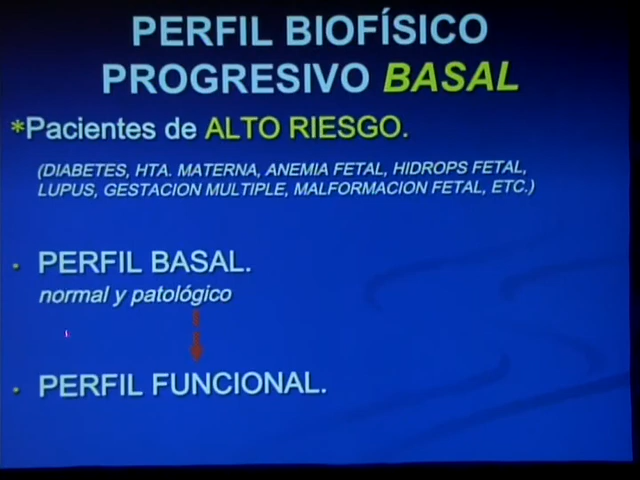 PERFIL BIOFÍSICO
PROGRESIVO BASAL
*Pacientes de ALTO RIESGO.
(DIABETES, HTA. MATERNA, ANEMIA FETAL, HIDROPS FETAL,
LUPUS, GESTACION MULTIPLE, MALFORMACION FETAL, ETC.)
· PERFIL BASAL.
normal y patológico
· PERFIL FUNCIONAL.